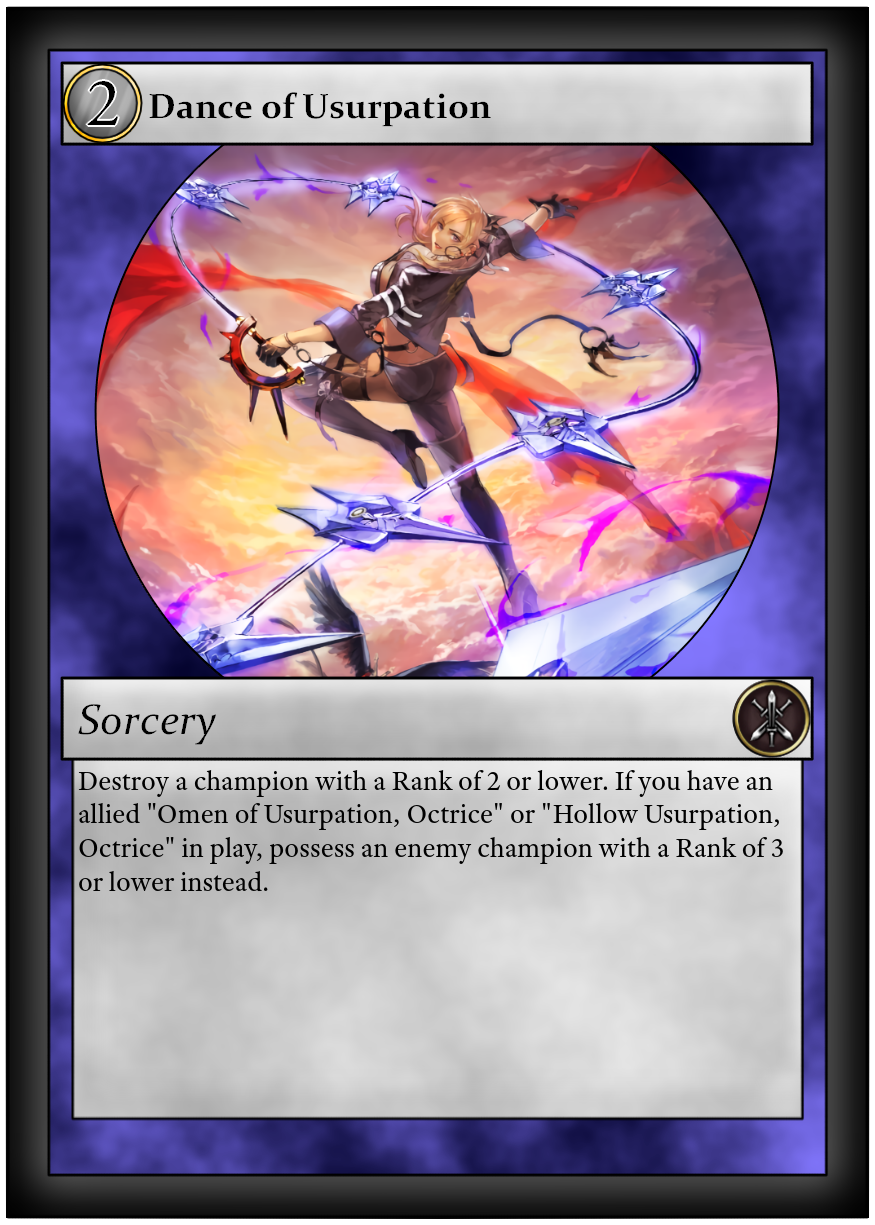 2 Dance of Usurpation
Sorcery
Destroy a champion with a Rank of 2 or lower. If you have an
allied "Omen of Usurpation, Octrice" or "Hollow Usurpation,
Octrice" in play, possess an enemy champion with a Rank of 3
or lower instead.